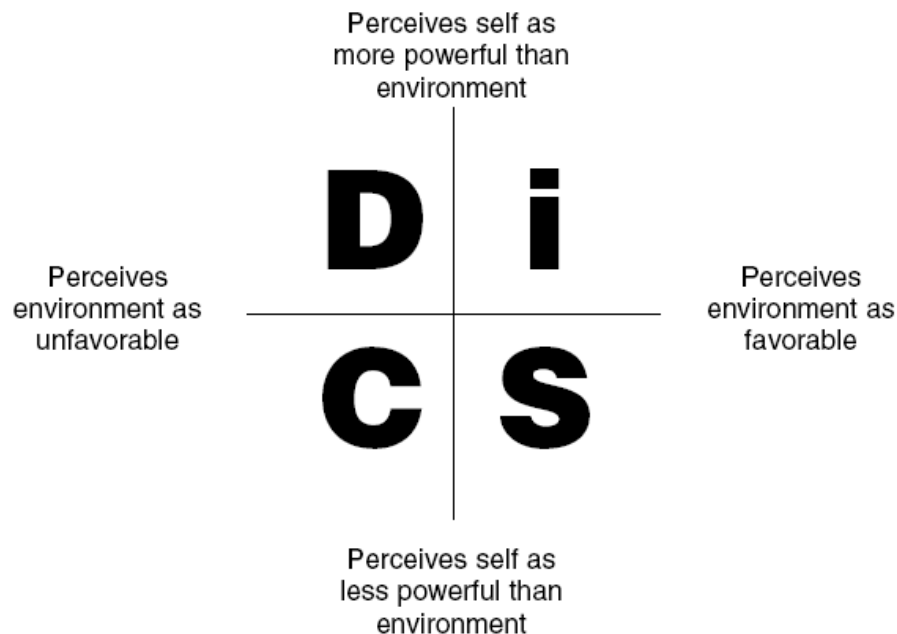 Perceives self as
more powerful than
environment
D i
Perceives
environment as
unfavorable
Perceives
environment as
favorable
C S
Perceives self as
less powerful than
environment